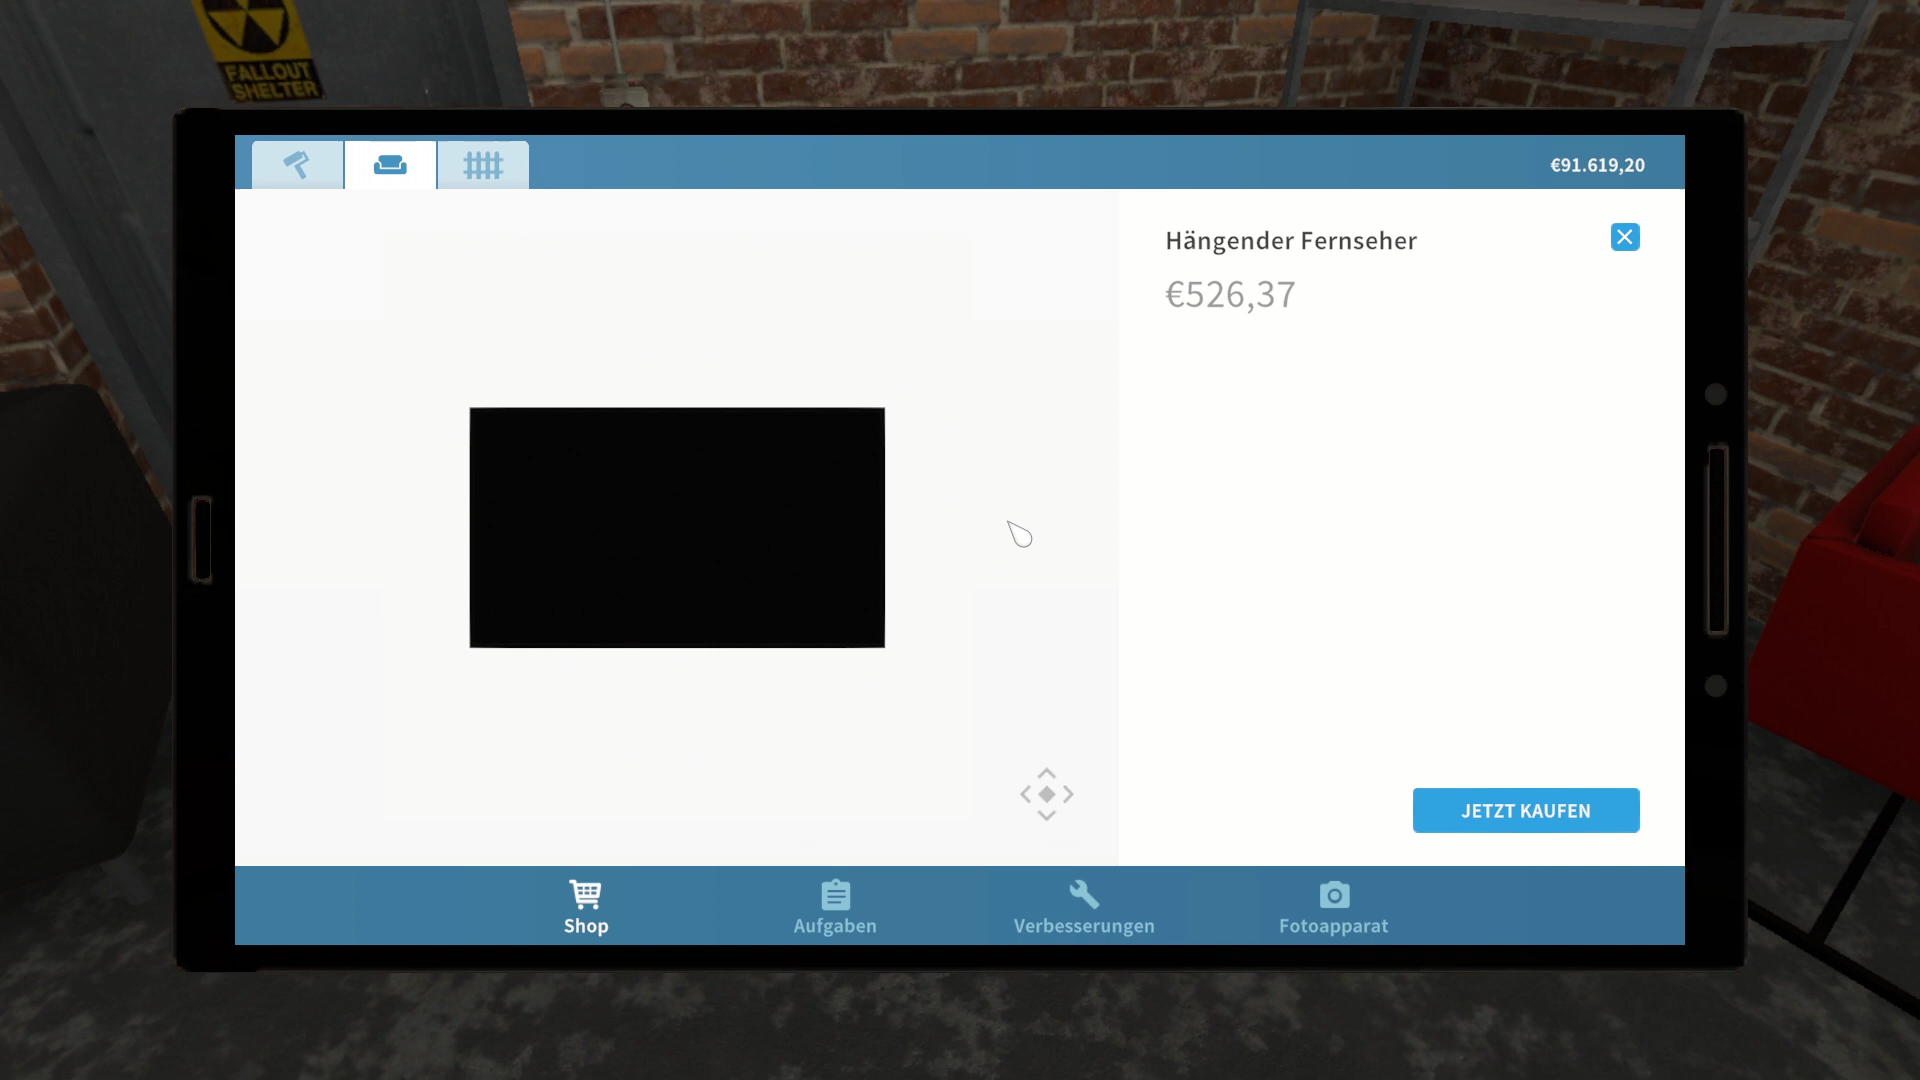 FALLOUT
SHELTER
€91.619,20
Hängender Fernseher
€526,37
JETZT KAUFEN
Shop
Aufgaben
Verbesserungen
Fotoapparat